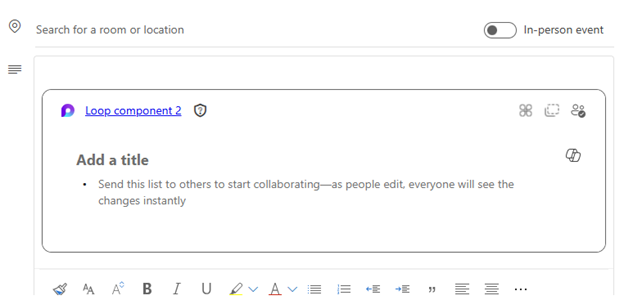 Search for a room or location
In-person event
Loop component 2
Add a title
• Send this list to others to start collaborating—as people edit, everyone will see the
changes instantly